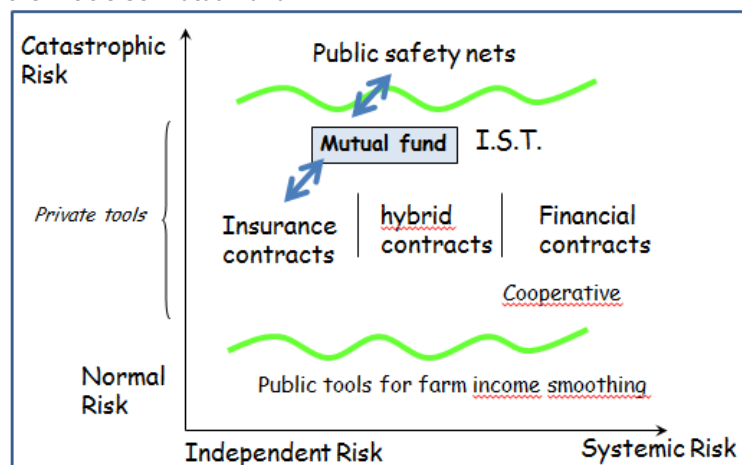 Catastrophic
Risk
Public safety nets
Mutual fund
I.S.T.
Private tools
Insurance
contracts
hybrid
contracts
Financial
contracts
Cooperative
Normal
Risk
Public tools for farm income smoothing
Independent Risk
Systemic Risk